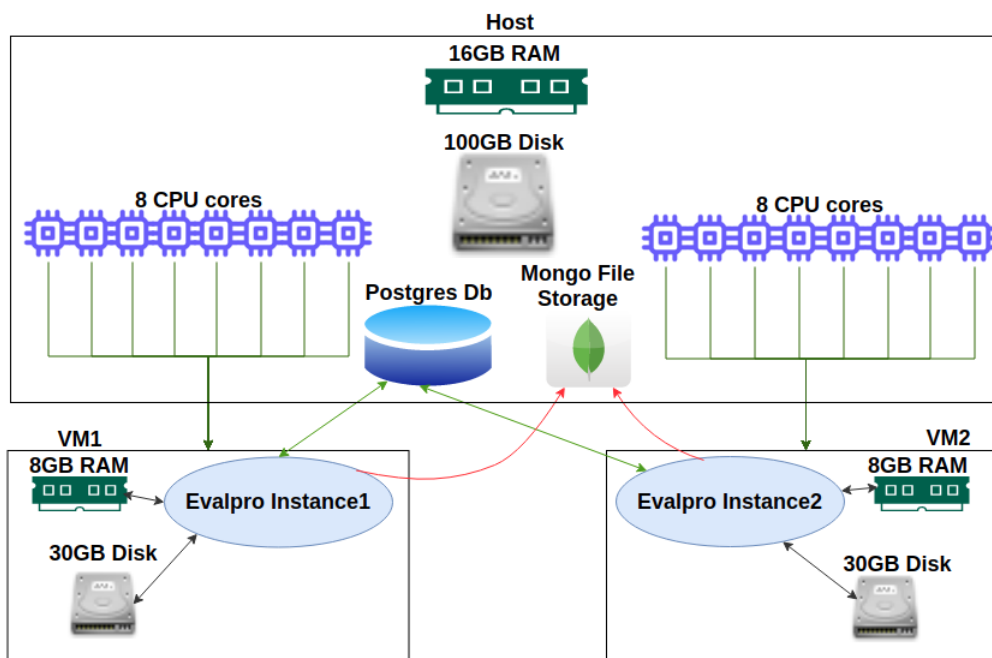 Host
16GB RAM
100GB Disk
8 CPU cores
8 CPU cores
Postgres Db
Mongo File
Storage
VM1
8GB RAM
Evalpro Instance1
30GB Disk
VM2
8GB RAM
Evalpro Instance2
30GB Disk